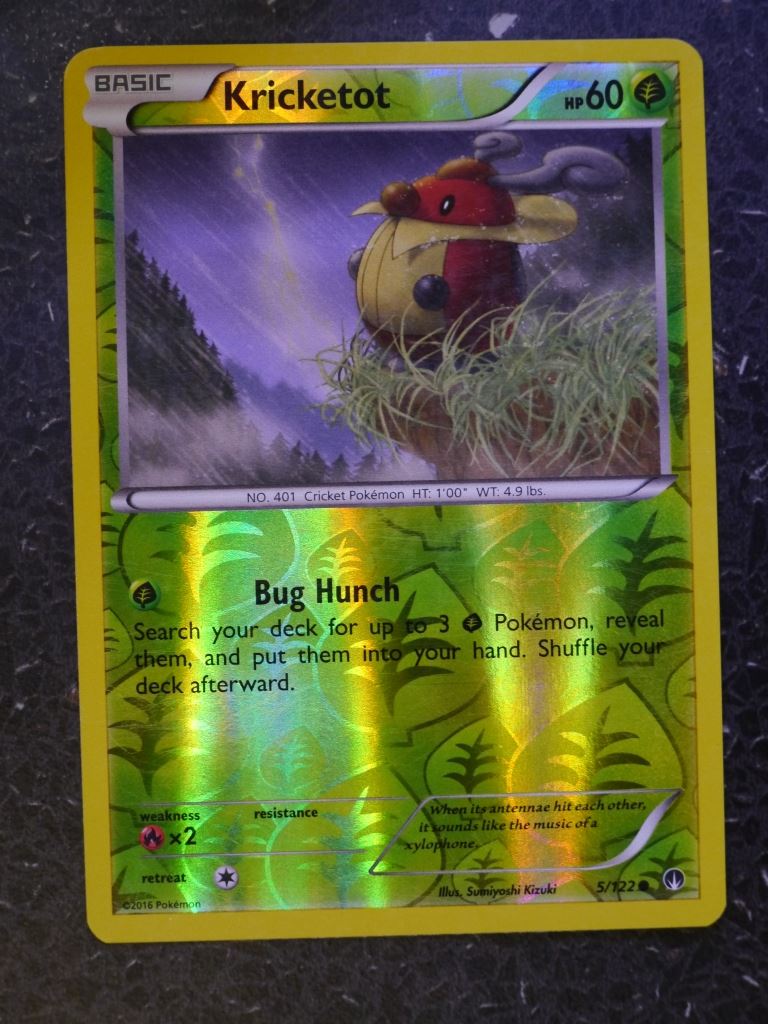 BASIC
Kricketot
HP 60
NO. 401 Cricket Pokémon HT: 1'00" WT: 4.9 lbs.
Bug Hunch
Search your deck for up to 3 Pokémon, reveal
them, and put them into your hand. Shuffle your
deck afterward.
weakness
resistance
×2
When its antennae hit each other,
it sounds like the music of a
xylophone.
retreat
Illus. Sumiyoshi Kizuki
5/122
©2016 Pokémon